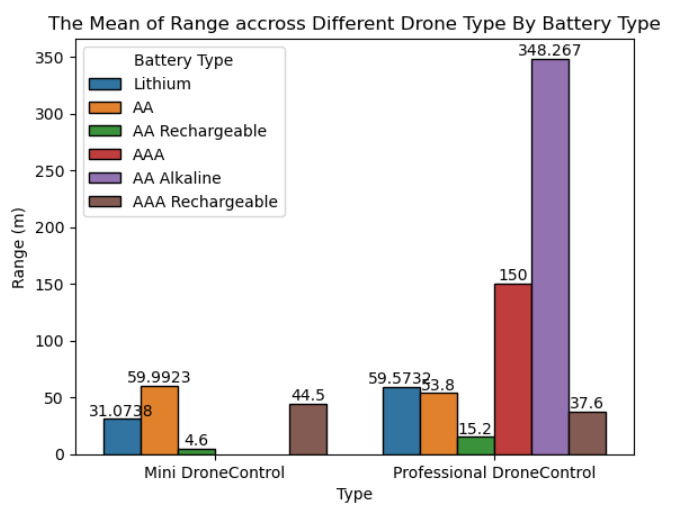 The Mean of Range accross Different Drone Type By Battery Type
Battery Type
Lithium
AA
AA Rechargeable
AAA
AA Alkaline
AAA Rechargeable
Range (m)
350
300
250
200
150
100
50
0
31.0738
59.9923
4.6
44.5
59.5732
53.8
15.2
150
348.267
37.6
Mini DroneControl
Professional DroneControl
Type